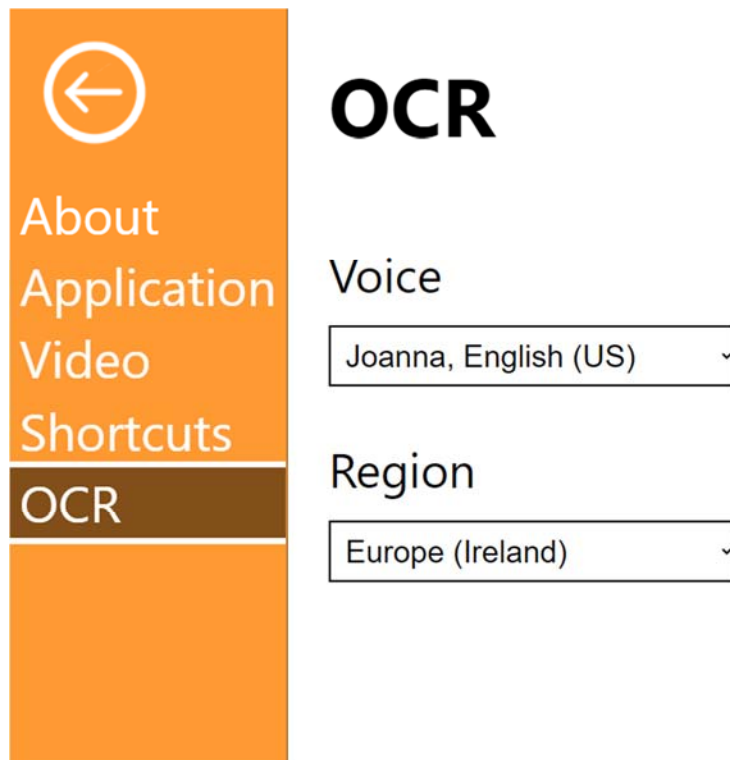 About
Application
Video
Shortcuts
OCR
OCR
Voice
Joanna, English (US)
Region
Europe (Ireland)